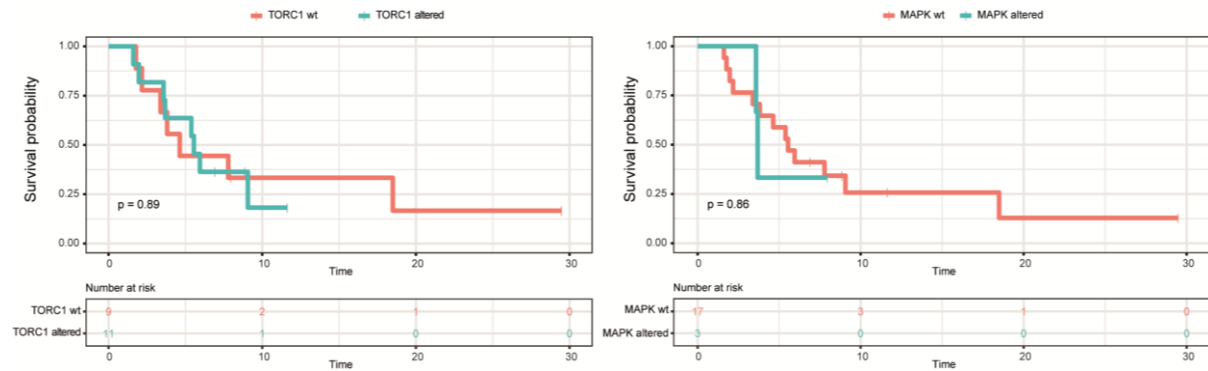 TORC1 wt TORC1 altered
Survival probability
1.00
0.75
0.50
0.25
0.00
p = 0.89
0 10 20 30
Time
Number at risk
TORC1 wt 9 2 1 0
TORC1 altered 11 1 0 0
0 10 20 30
Time
MAPK wt MAPK altered
Survival probability
1.00
0.75
0.50
0.25
0.00
p = 0.86
0 10 20 30
Time
Number at risk
MAPK wt 17 3 1 0
MAPK altered 3 0 0 0
0 10 20 30
Time